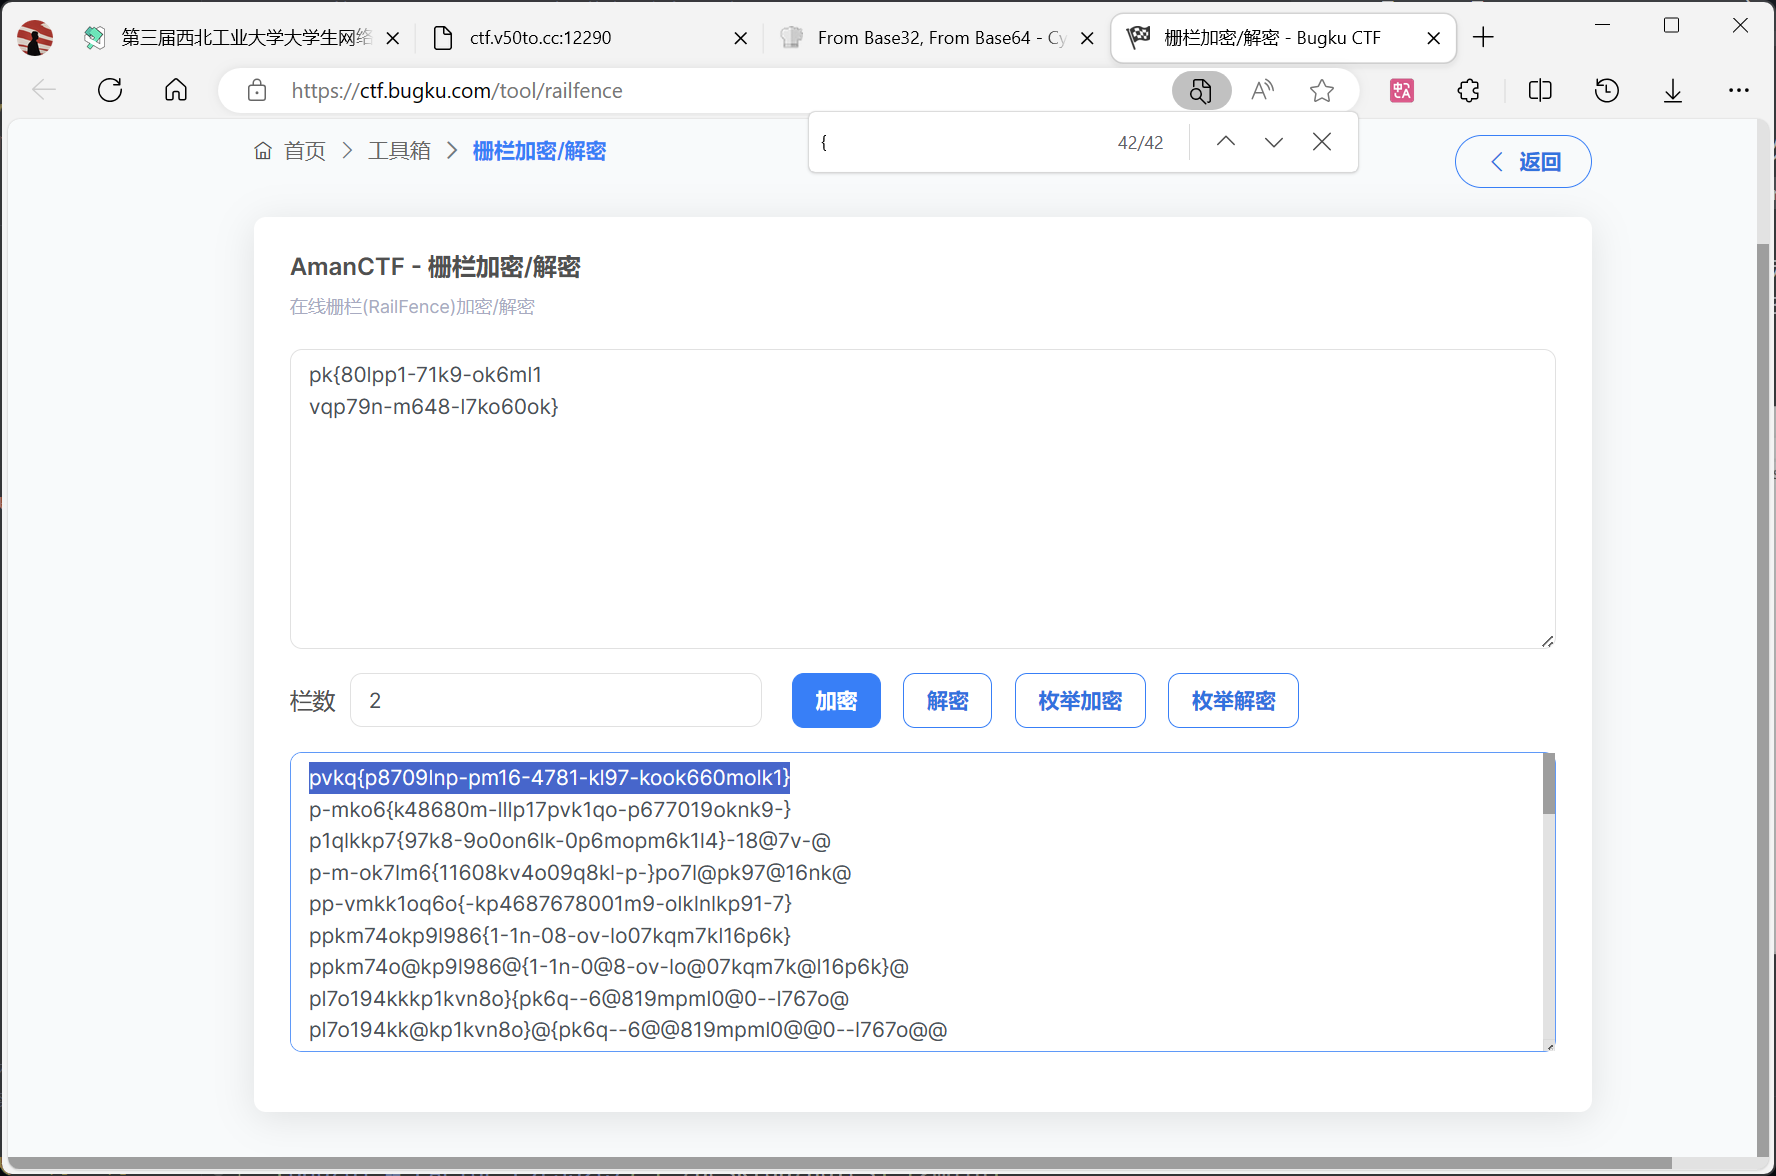 第三届西北工业大学大学生网络
ctf.v50to.cc:12290
From Base32, From Base64 - Cy
栅栏加密/解密 - Bugku CTF
https://ctf.bugku.com/tool/railfence
首页 > 工具箱 > 栅栏加密/解密
{
42/42
返回
AmanCTF - 栅栏加密/解密
在线栅栏(RailFence)加密/解密
pk{80lpp1-71k9-ok6ml1
vqp79n-m648-l7ko60ok}
栏数
2
加密
解密
枚举加密
枚举解密
pvkq{p8709lnp-pm16-4781-kl97-kook660molk1}
p-mko6{k48680m-lllp17pvk1qo-p677019oknk9-}
p1qlkkp7{97k8-9o0on6lk-0p6mopm6k1l4}-18@7v-@
p-m-ok7lm6{11608kv4o09q8kl-p-}po7l@pk97@16nk@
pp-vmkk1oq6o{-kp4687678001m9-olklnlkp91-7}
ppkm74okp9l986{1-1n-08-ov-lo07kqm7kl16p6k}
ppkm74o@kp9l986@{1-1n-0@8-ov-lo@07kqm7k@l16p6k}@
pl7o194kkkp1kvn8o}{pk6q--6@819mpml0@0--l767o@
pl7o194kk@kp1kvn8o}@{pk6q--6@@819mpml0@@0--l767o@@